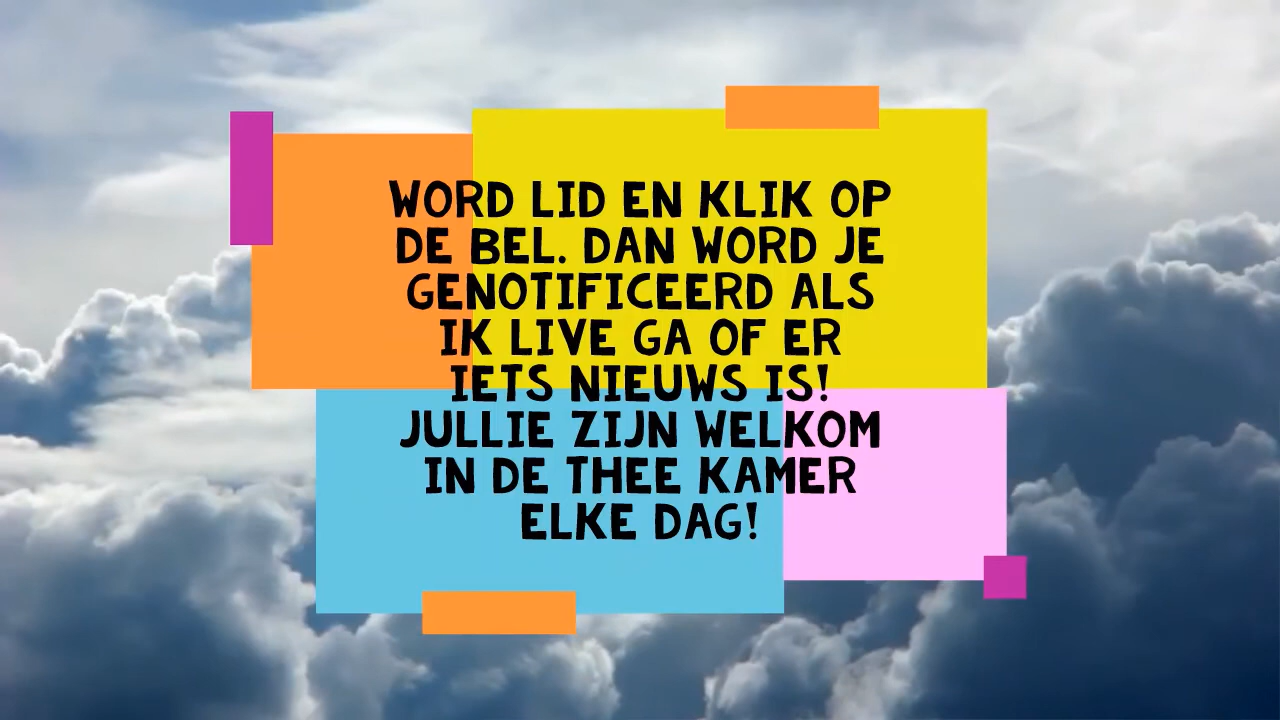 WORD LID EN KLIK OP
DE BEL. DAN WORD JE
GENOTIFICEERD ALS
IK LIVE GA OF ER
IETS NIEUWS IS!
JULLIE ZIJN WELKOM
IN DE THEE KAMER
ELKE DAG!